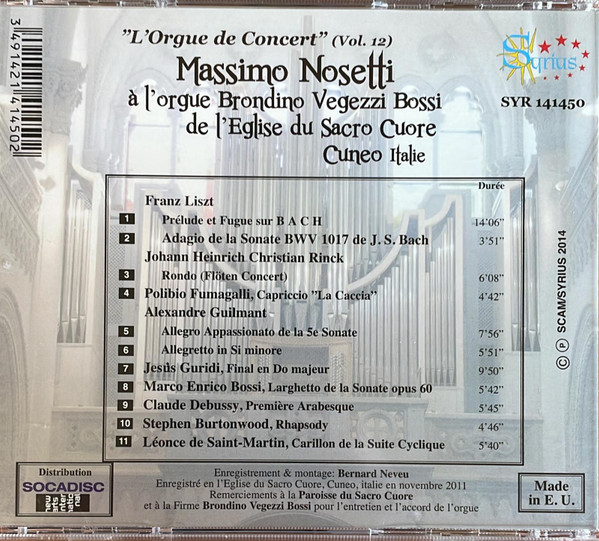 "L'Orgue de Concert" (Vol. 12)
Massimo Nosetti
à l'orgue Brondino Vegezzi Bossi
de l'Eglise du Sacro Cuore
Cuneo Italie
Syrius
SYR 141450
3491421414502
Durée
Franz Liszt
1 Prélude et Fugue sur B A C H 14'06"
2 Adagio de la Sonate BWV 1017 de J. S. Bach 3'51"
Johann Heinrich Christian Rinck
3 Rondo (Flöten Concert) 6'08"
4 Polibio Fumagalli, Capriccio "La Caccia" 4'42"
Alexandre Guilmant
5 Allegro Appassionato de la 5e Sonate 7'56"
6 Allegretto in Si minore 5'51"
7 Jesùs Guridi, Final en Do majeur 9'50"
8 Marco Enrico Bossi, Larghetto de la Sonate opus 60 5'42"
9 Claude Debussy, Première Arabesque 5'45"
10 Stephen Burtonwood, Rhapsody 4'46"
11 Léonce de Saint-Martin, Carillon de la Suite Cyclique 5'40"
© ℗ SCAM/SYRIUS 2014
Distribution
SOCADISC
new
arts
inter
natio
nal
Enregistrement & montage: Bernard Neveu
Enregistré en l'Eglise du Sacro Cuore, Cuneo, italie en novembre 2011
Remerciements à la Paroisse du Sacro Cuore
et à la Firme Brondino Vegezzi Bossi pour l'entretien et l'accord de l'orgue
Made
in E. U.